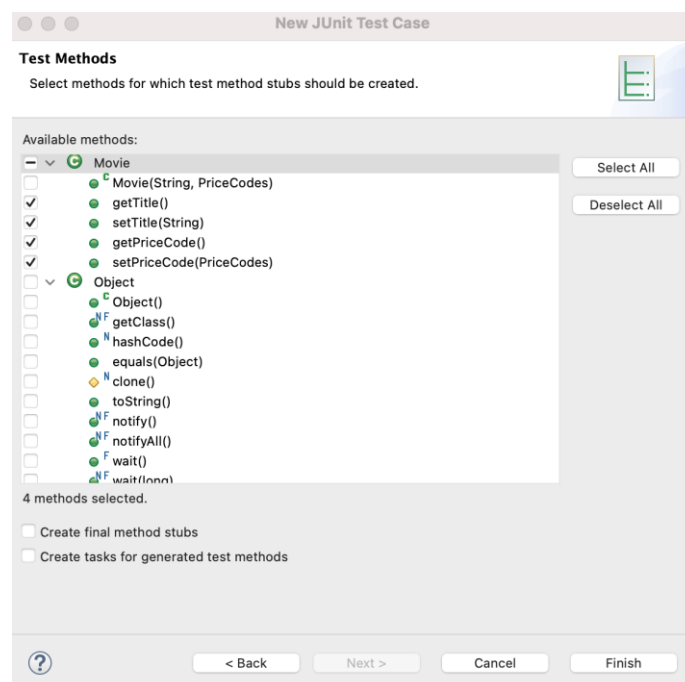 New JUnit Test Case
Test Methods
Select methods for which test method stubs should be created.
Available methods:
Movie
Select All
C Movie(String, PriceCodes)
getTitle()
Deselect All
setTitle(String)
getPriceCode()
setPriceCode(PriceCodes)
Object
C Object()
N F getClass()
N hashCode()
equals(Object)
N clone()
toString()
N F notify()
N F notifyAll()
F wait()
N F wait(long)
4 methods selected.
Create final method stubs
Create tasks for generated test methods
? < Back Next > Cancel Finish